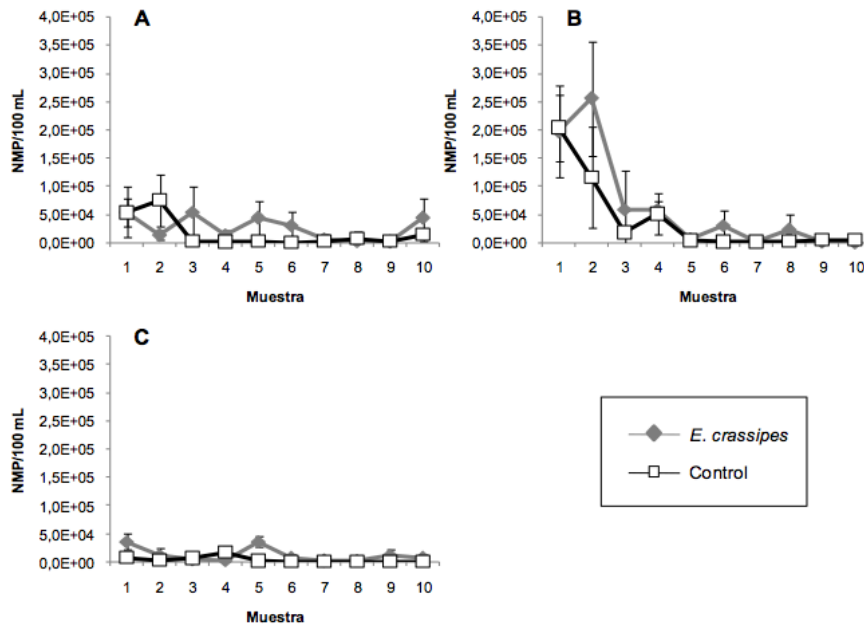 A
4,0E+05
3,5E+05
3,0E+05
2,5E+05
2,0E+05
1,5E+05
1,0E+05
5,0E+04
0,0E+00
NMP/100 mL
1 2 3 4 5 6 7 8 9 10
Muestra
B
4,0E+05
3,5E+05
3,0E+05
2,5E+05
2,0E+05
1,5E+05
1,0E+05
5,0E+04
0,0E+00
NMP/100 mL
1 2 3 4 5 6 7 8 9 10
Muestra
C
4,0E+05
3,5E+05
3,0E+05
2,5E+05
2,0E+05
1,5E+05
1,0E+05
5,0E+04
0,0E+00
NMP/100 mL
1 2 3 4 5 6 7 8 9 10
Muestra
E. crassipes
Control